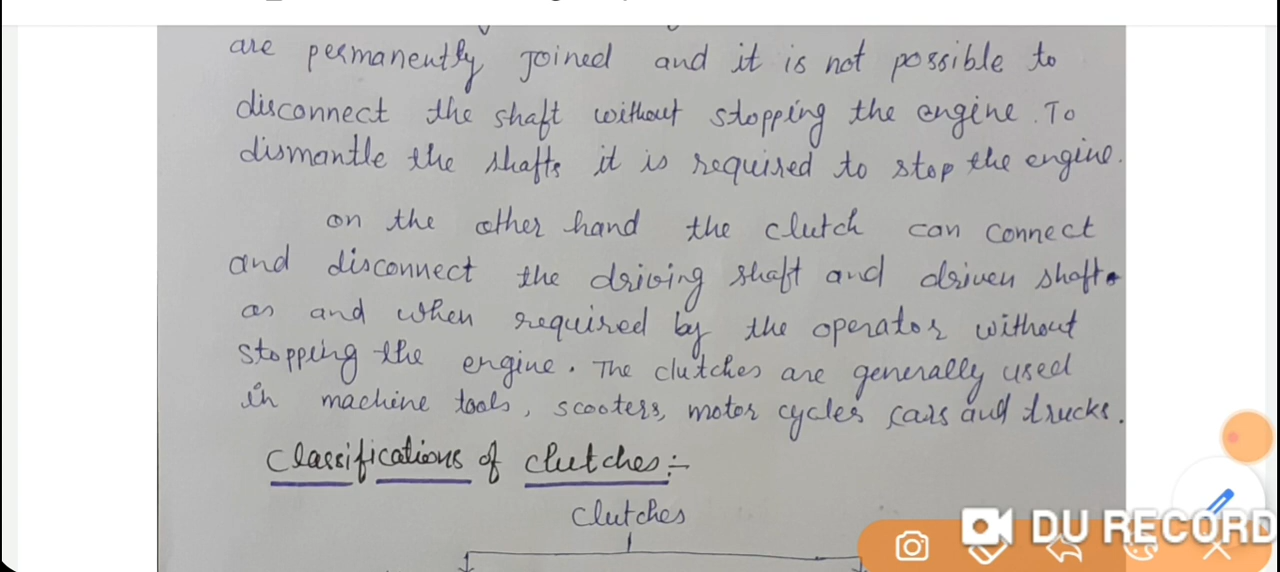 are permanently joined and it is not possible to
disconnect the shaft without stopping the engine. To
dismantle the shafts it is required to stop the engine.
on the other hand the clutch can connect
and disconnect the driving shaft and driven shaft
as and when required by the operator without
stopping the engine. The clutches are generally used
in machine tools, scooters, motor cycles, cars and trucks.
Classifications of clutches:-
Clutches
DU RECORD